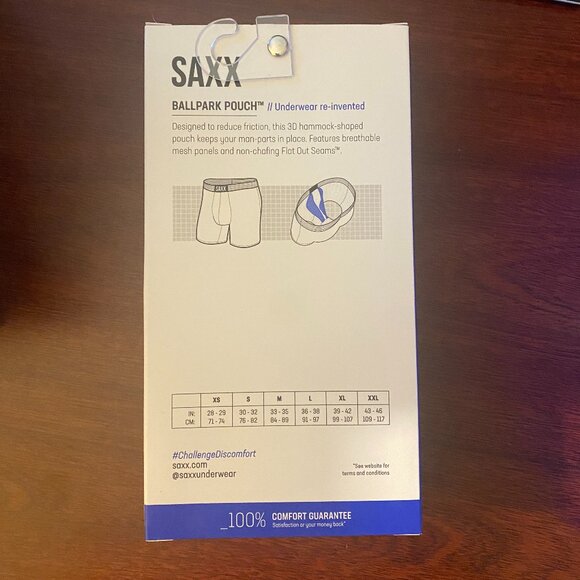 SAXX
BALLPARK POUCH™ // Underwear re-invented
Designed to reduce friction, this 3D hammock-shaped
pouch keeps your man-parts in place. Features breathable
mesh panels and non-chafing Flat Out Seams™.
SAXX
XS S M L XL XXL
IN: 28 - 29 30 - 32 33 - 35 36 - 38 39 - 42 43 - 46
CM: 71 - 74 76 - 82 84 - 89 91 - 97 99 - 107 109 - 117
#ChallengeDiscomfort
saxx.com
@saxxunderwear
*See website for
terms and conditions
_100% COMFORT GUARANTEE
Satisfaction or your money back*